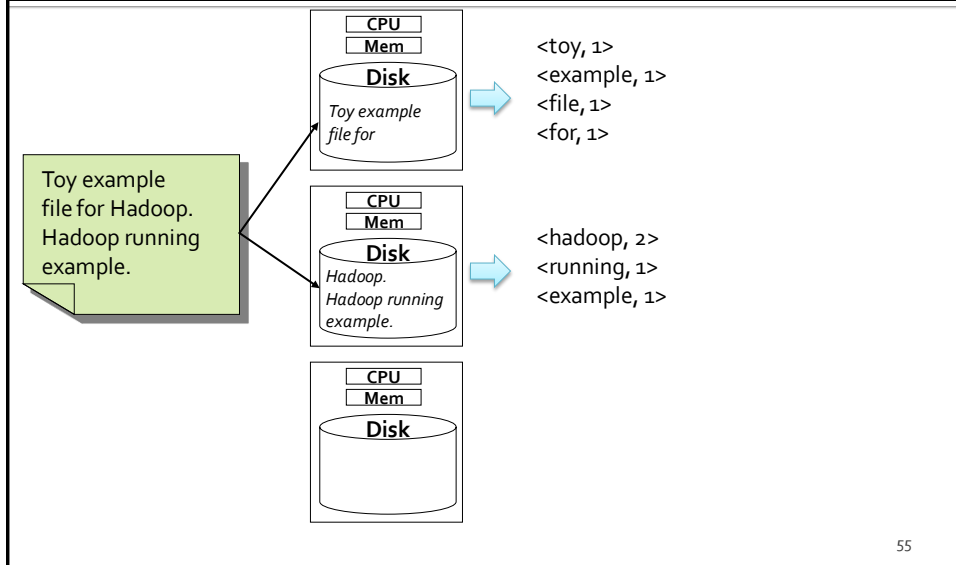 Toy example
file for Hadoop.
Hadoop running
example.
CPU
Mem
Disk
Toy example
file for
<toy, 1>
<example, 1>
<file, 1>
<for, 1>
CPU
Mem
Disk
Hadoop.
Hadoop running
example.
<hadoop, 2>
<running, 1>
<example, 1>
CPU
Mem
Disk
55